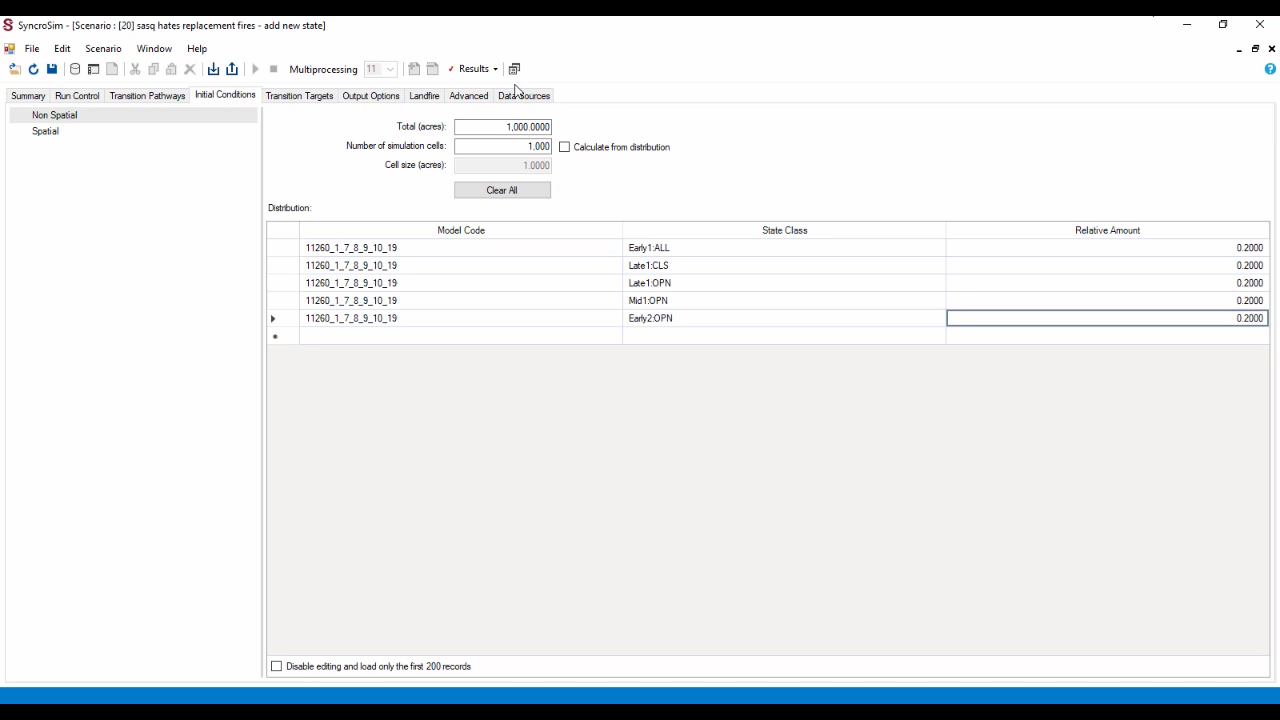 SyncroSim - [Scenario : [20] sasq hates replacement fires - add new state]
File Edit Scenario Window Help
Multiprocessing 11 Results
Summary Run Control Transition Pathways Initial Conditions Transition Targets Output Options Landfire Advanced Data Sources
Non Spatial
Spatial
Total (acres): 1,000.0000
Number of simulation cells: 1,000 Calculate from distribution
Cell size (acres): 1.0000
Clear All
Distribution:
Model Code State Class Relative Amount
11260_1_7_8_9_10_19 Early1:ALL 0.2000
11260_1_7_8_9_10_19 Late1:CLS 0.2000
11260_1_7_8_9_10_19 Late1:OPN 0.2000
11260_1_7_8_9_10_19 Mid1:OPN 0.2000
11260_1_7_8_9_10_19 Early2:OPN 0.2000
Disable editing and load only the first 200 records